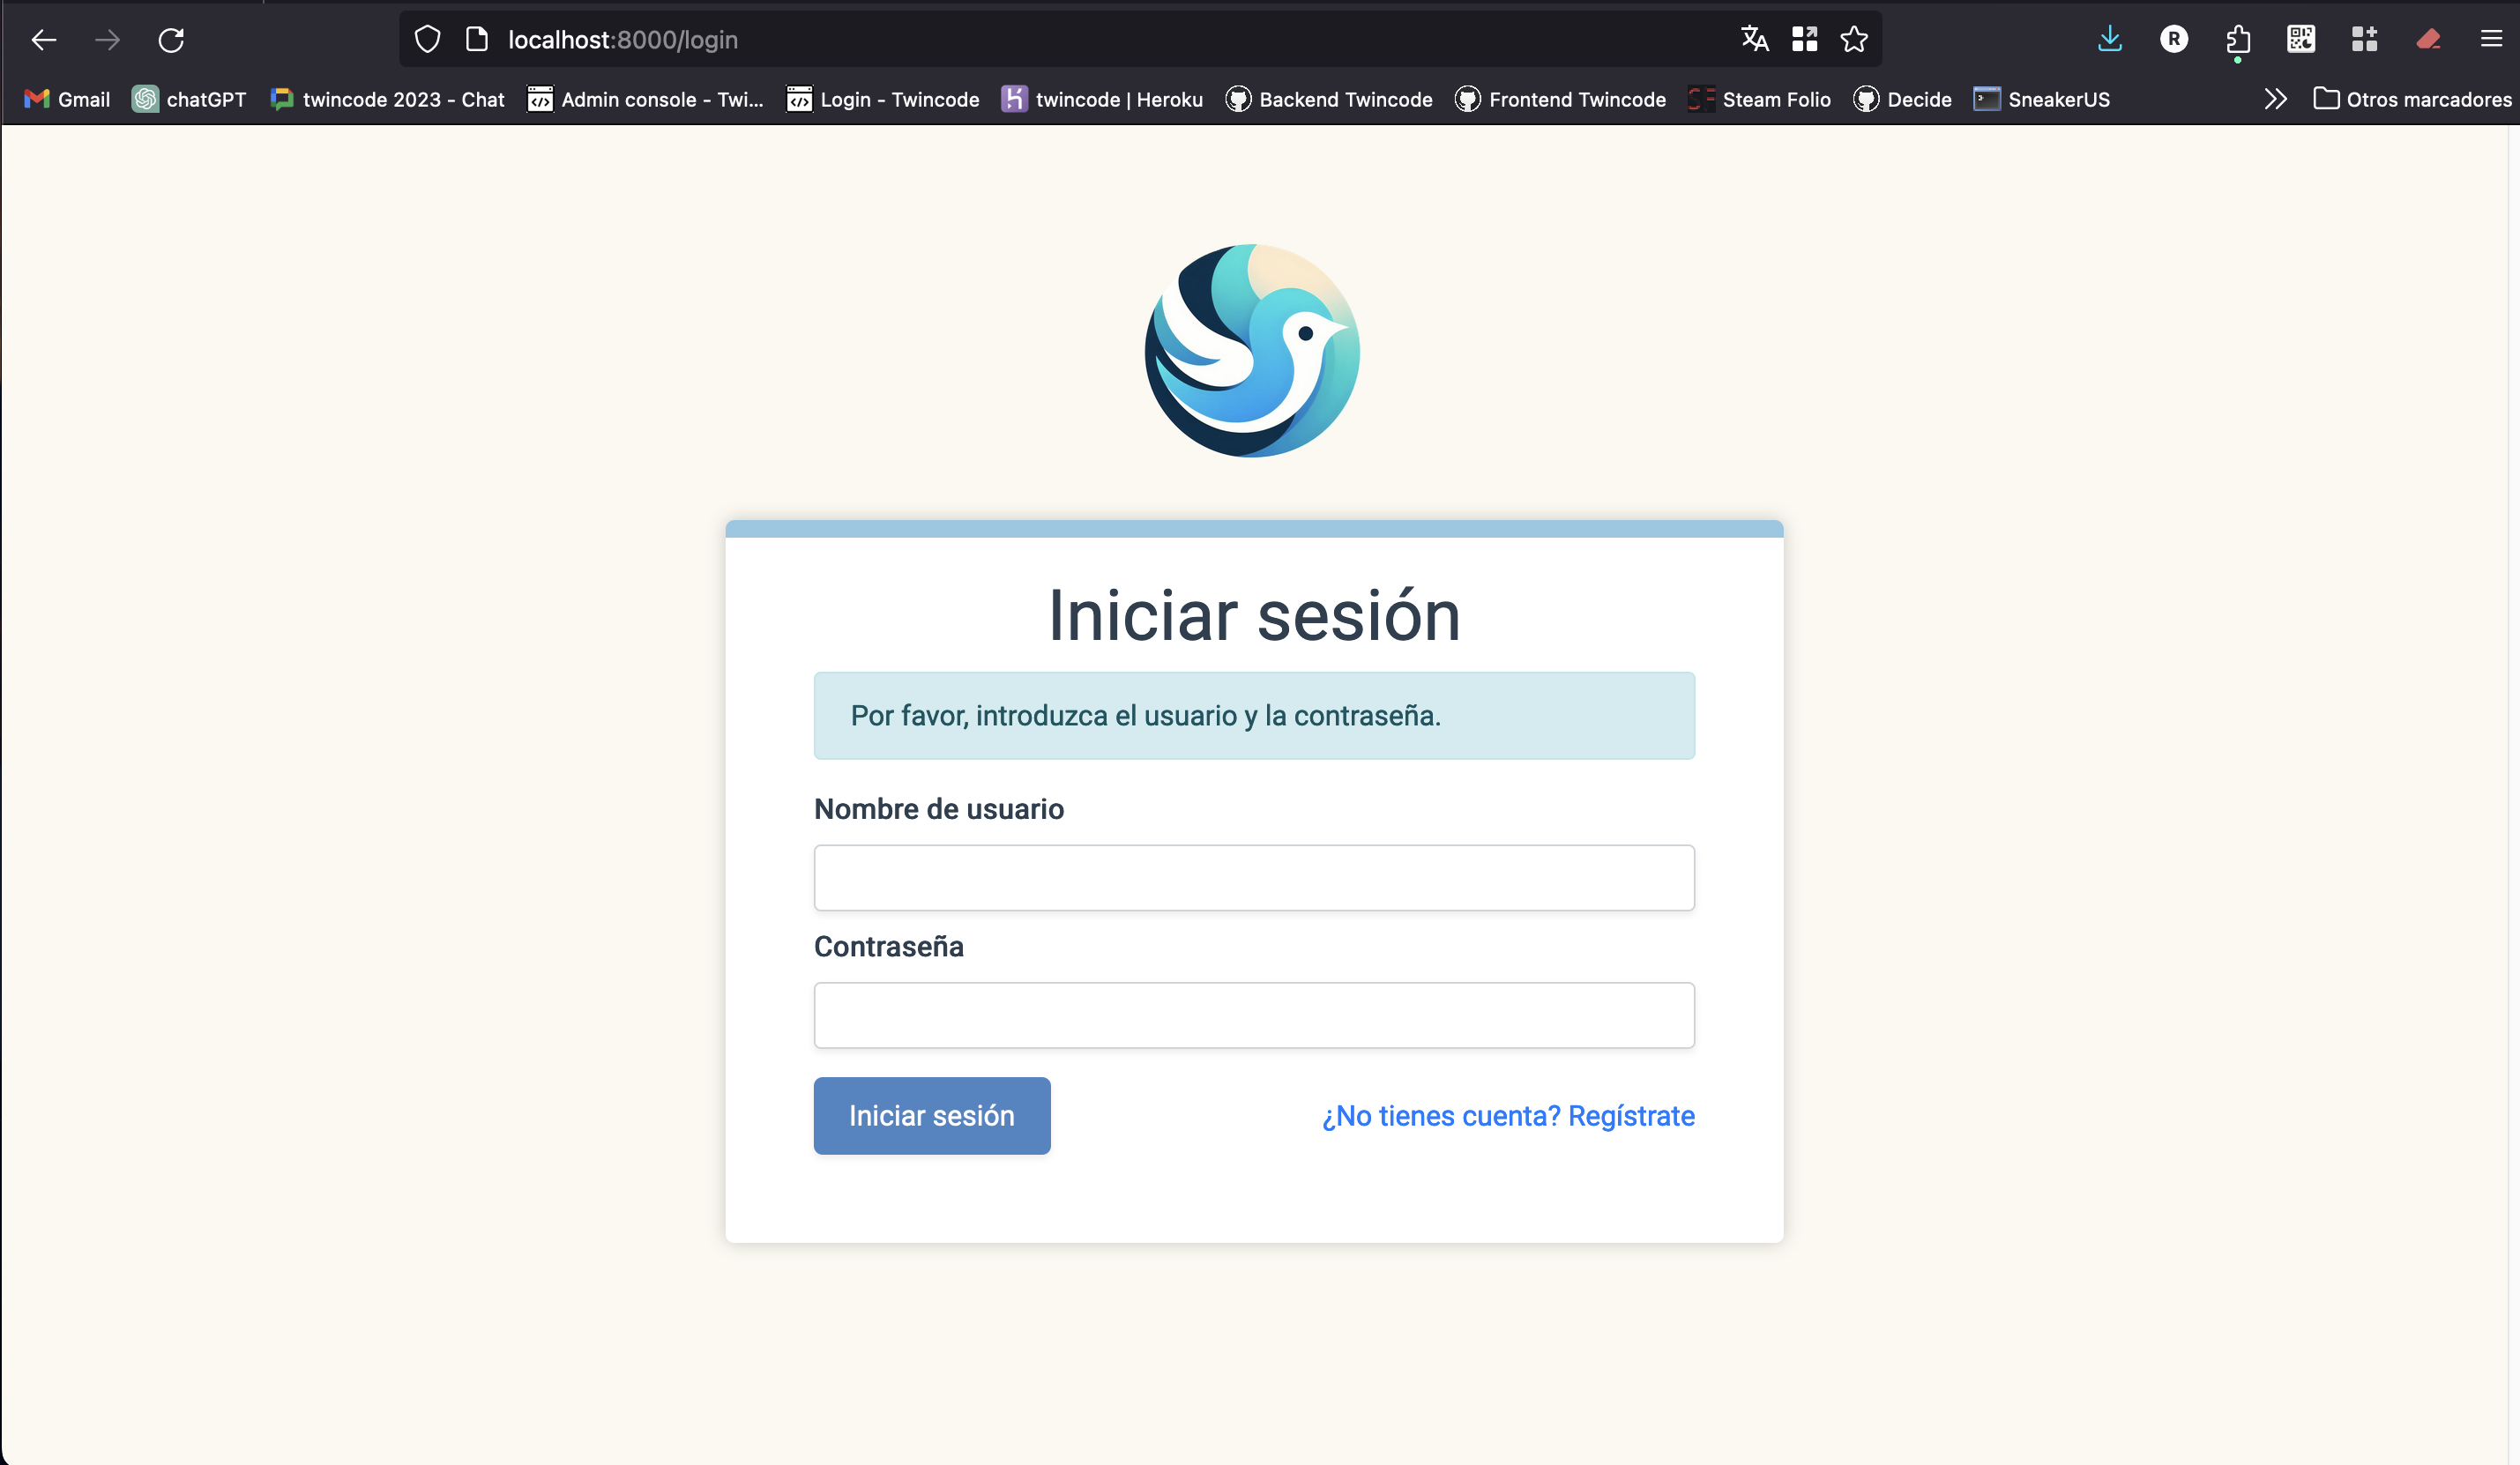 localhost:8000/login
R
Gmail chatGPT twincode 2023 - Chat Admin console - Twi... Login - Twincode twincode | Heroku Backend Twincode Frontend Twincode SF Steam Folio Decide SneakerUS Otros marcadores
Iniciar sesión
Por favor, introduzca el usuario y la contraseña.
Nombre de usuario
Contraseña
Iniciar sesión ¿No tienes cuenta? Regístrate